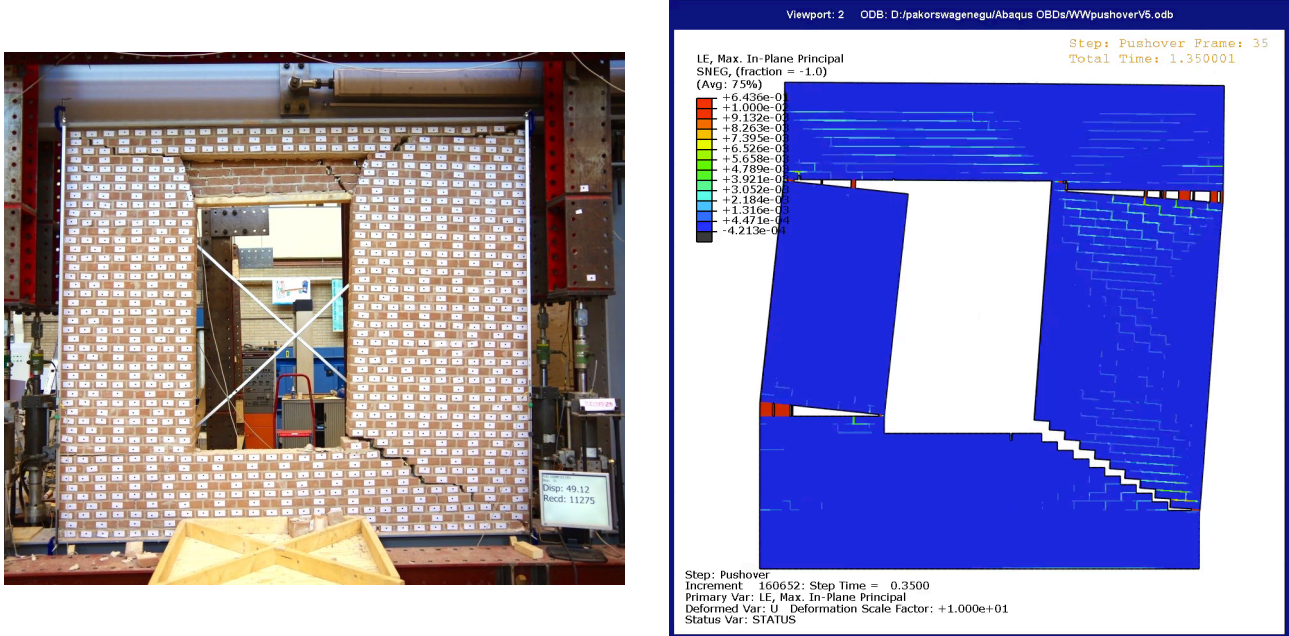 Disp: 49.12
Recd: 11275
Viewport: 2 ODB: D:/pakorswagenegu/Abaqus OBDs/WWpushoverV5.odb
Step: Pushover Frame: 35
Total Time: 1.350001
LE, Max. In-Plane Principal
SNEG, (fraction = -1.0)
(Avg: 75%)
+6.436e-01
+1.000e-02
+9.132e-03
+8.263e-03
+7.395e-03
+6.526e-03
+5.658e-03
+4.789e-03
+3.921e-03
+3.052e-03
+2.184e-03
+1.316e-03
+4.471e-04
-4.213e-04
Step: Pushover
Increment 160652: Step Time = 0.3500
Primary Var: LE, Max. In-Plane Principal
Deformed Var: U Deformation Scale Factor: +1.000e+01
Status Var: STATUS